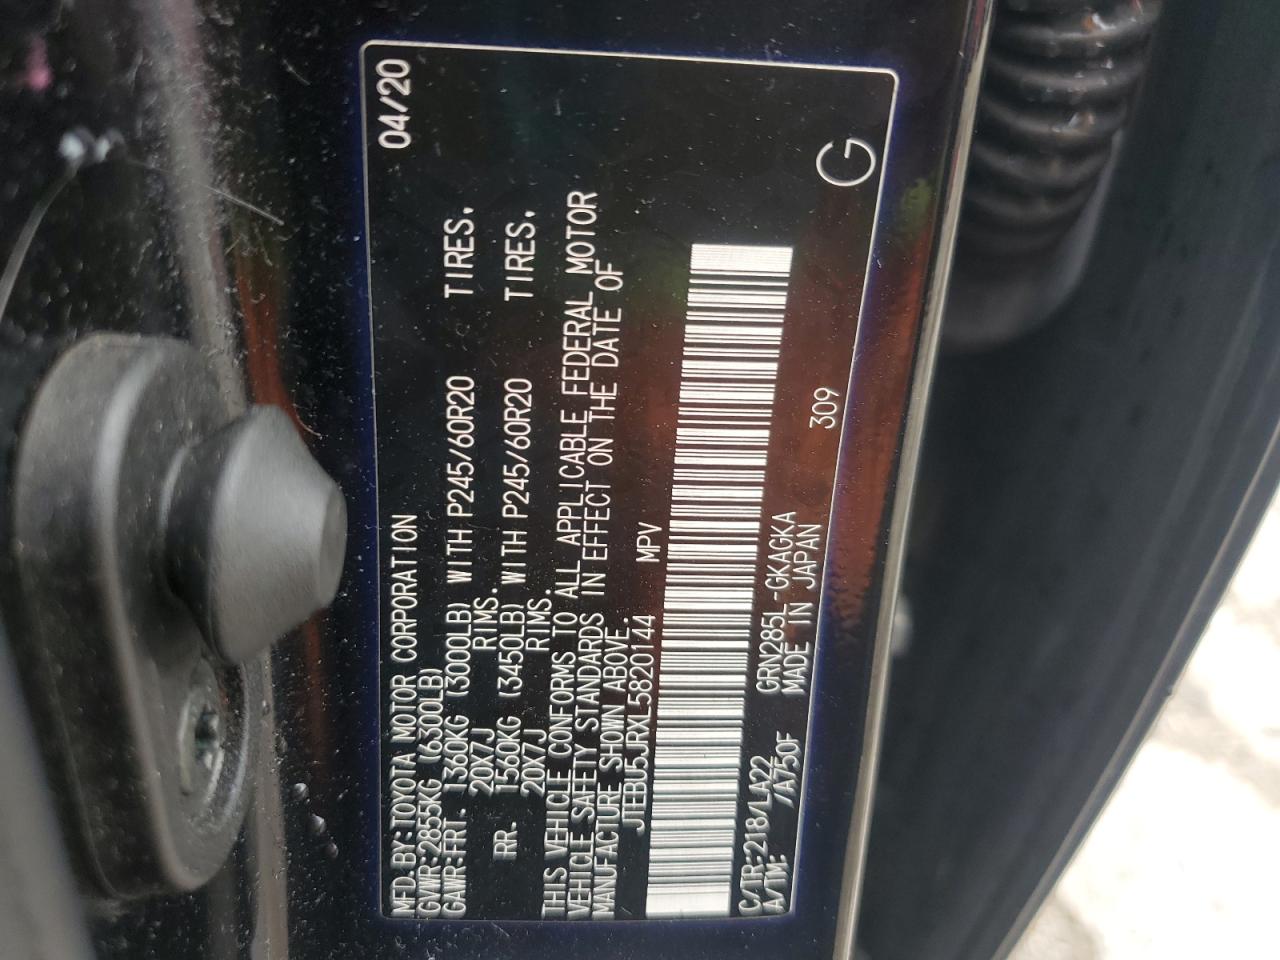 MFD. BY: TOYOTA MOTOR CORPORATION 04/20
GVWR: 2855KG (6300LB)
GAWR: FRT. 1360KG (3000LB) WITH P245/60R20 TIRES.
20X7J RIMS.
RR. 1560KG (3450LB) WITH P245/60R20 TIRES.
20X7J RIMS.
THIS VEHICLE CONFORMS TO ALL APPLICABLE FEDERAL MOTOR
VEHICLE SAFETY STANDARDS IN EFFECT ON THE DATE OF
MANUFACTURE SHOWN ABOVE.
JTEBU5JRXL5820144 MPV
C/TR: 218/LA22 GRN285L-GKAGKA
A/TM: /A750F MADE IN JAPAN 309 G